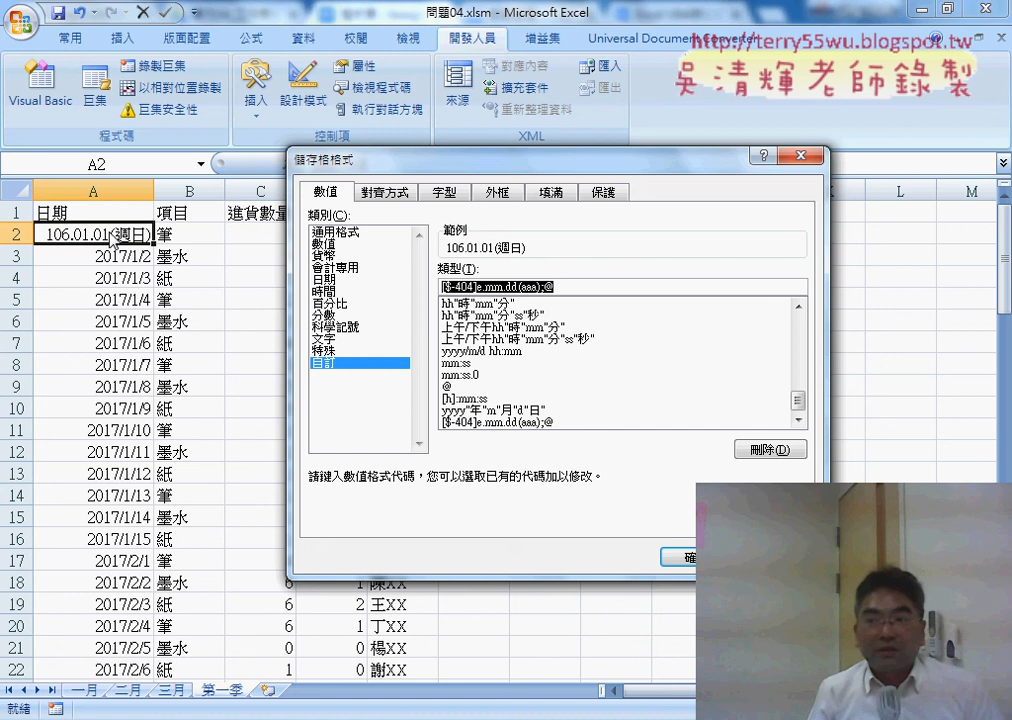 問題04.xlsm - Microsoft Excel
常用 插入 版面配置 公式 資料 校閱 檢視 開發人員 增益集 Universal Document Converter
http://terry55wu.blogspot.tw
吳清輝老師錄製
Visual Basic 巨集 錄製巨集 以相對位置錄製 巨集安全性 程式碼
插入 設計模式 屬性 檢視程式碼 執行對話方塊 控制項
來源 對應內容 擴充套件 重新整理資料 匯入 匯出 XML
A2
A B C L M
1 日期 項目 進貨數量
2 106.01.01(週日) 筆
3 2017/1/2 墨水
4 2017/1/3 紙
5 2017/1/4 筆
6 2017/1/5 墨水
7 2017/1/6 紙
8 2017/1/7 筆
9 2017/1/8 墨水
10 2017/1/9 紙
11 2017/1/10 筆
12 2017/1/11 墨水
13 2017/1/12 紙
14 2017/1/13 筆
15 2017/1/14 墨水
16 2017/1/15 紙
17 2017/2/1 筆
18 2017/2/2 墨水 6 1 陳XX
19 2017/2/3 紙 6 2 王XX
20 2017/2/4 筆 6 1 丁XX
21 2017/2/5 墨水 0 0 楊XX
22 2017/2/6 紙 1 0 謝XX
一月 二月 三月 第一季
就緒
儲存格格式
數值 對齊方式 字型 外框 填滿 保護
類別(C):
通用格式
數值
貨幣
會計專用
日期
時間
百分比
分數
科學記號
文字
特殊
自訂
範例
106.01.01(週日)
類型(T):
[$-404]e.mm.dd(aaa);@
hh"時"mm"分"
hh"時"mm"分"ss"秒"
上午/下午hh"時"mm"分"
上午/下午hh"時"mm"分"ss"秒"
yyyy/m/d hh:mm
mm:ss
mm:ss.0
@
[h]:mm:ss
yyyy"年"m"月"d"日"
[$-404]e.mm.dd(aaa);@
刪除(D)
請鍵入數值格式代碼，您可以選取已有的代碼加以修改。
確